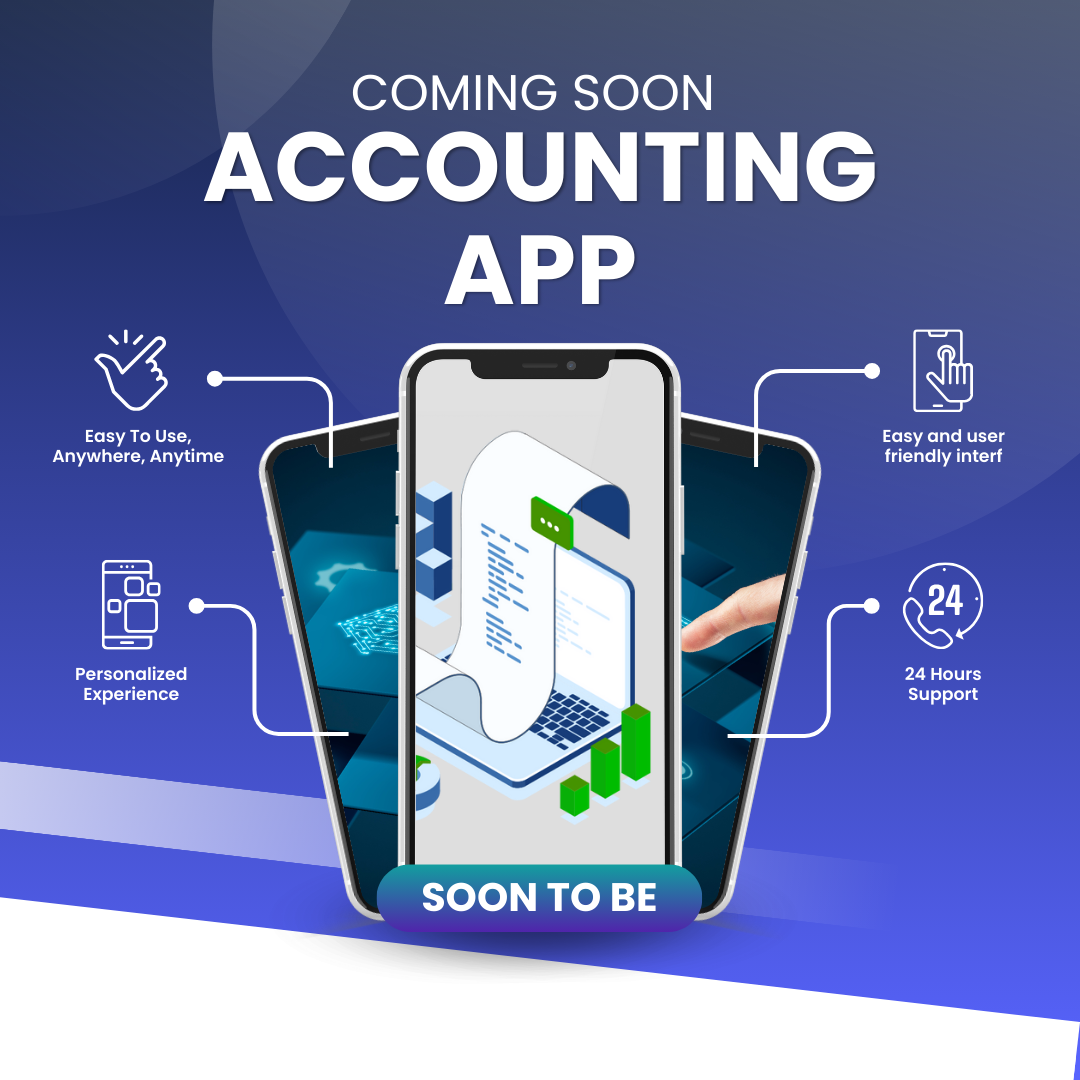 COMING SOON
ACCOUNTING
APP
Easy To Use,
Anywhere, Anytime
Easy and user
friendly interf
Personalized
Experience
24
24 Hours
Support
SOON TO BE